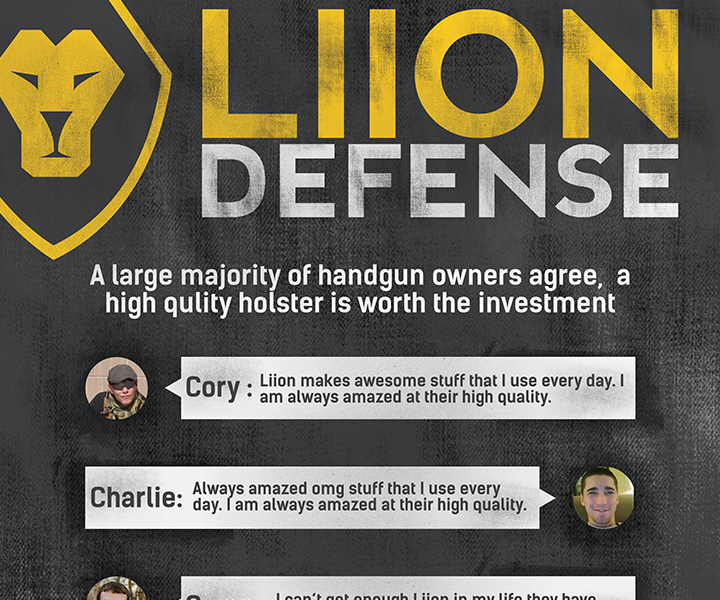 LIION
DEFENSE
A large majority of handgun owners agree,  a
high qulity holster is worth the investment
Cory : Liion makes awesome stuff that I use every day. I
am always amazed at their high quality.
Charlie: Always amazed omg stuff that I use every
day. I am always amazed at their high quality.
I can't get enough Liion in my life they have